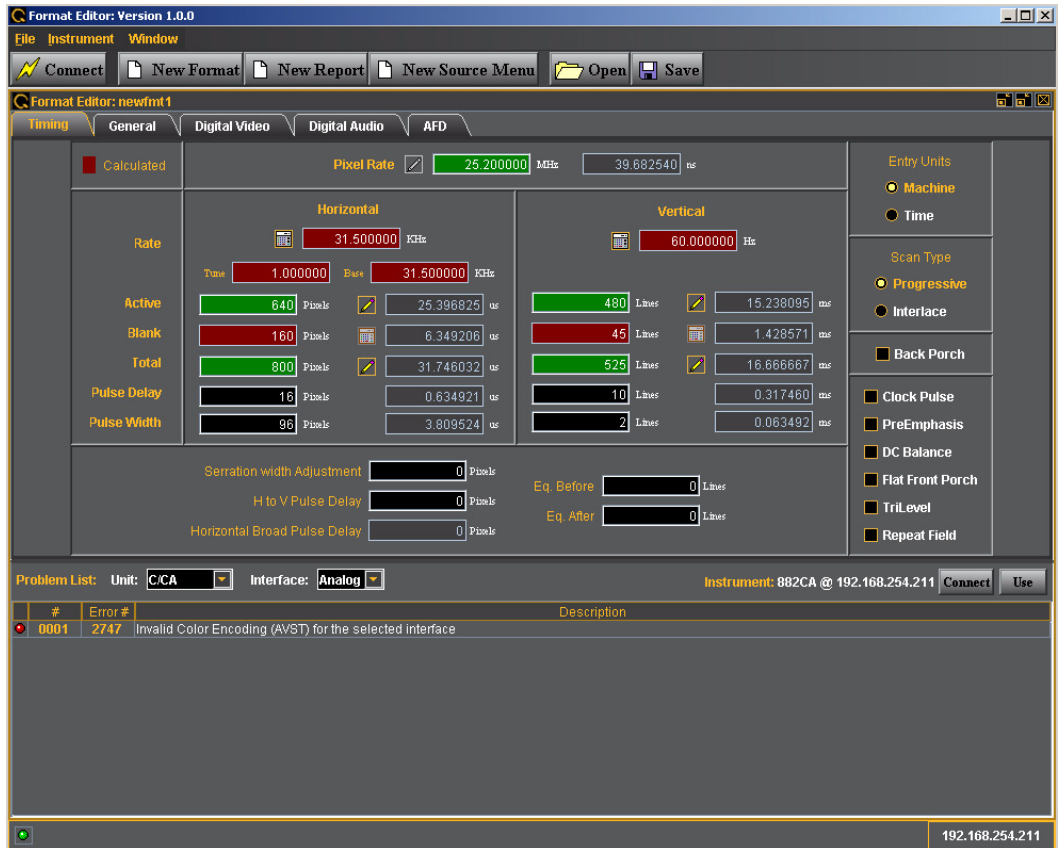 Format Editor: Version 1.0.0
File Instrument Window
Connect New Format New Report New Source Menu Open Save
Format Editor: newfmt1
Timing General Digital Video Digital Audio AFD
Calculated Pixel Rate 25.200000 MHz 39.682540 ns
Entry Units
Machine
Time
Horizontal Vertical
Rate 31.500000 KHz 60.000000 Hz
Tune 1.000000 Base 31.500000 KHz
Scan Type
Progressive
Interlace
Active 640 Pixels 25.396825 us 480 Lines 15.238095 ms
Blank 160 Pixels 6.349206 us 45 Lines 1.428571 ms
Total 800 Pixels 31.746032 us 525 Lines 16.666667 ms
Back Porch
Pulse Delay 16 Pixels 0.634921 us 10 Lines 0.317460 ms
Pulse Width 96 Pixels 3.809524 us 2 Lines 0.063492 ms
Clock Pulse
PreEmphasis
DC Balance
Flat Front Porch
TriLevel
Repeat Field
Serration width Adjustment 0 Pixels
H to V Pulse Delay 0 Pixels
Horizontal Broad Pulse Delay 0 Pixels
Eq. Before 0 Lines
Eq. After 0 Lines
Problem List: Unit: C/CA Interface: Analog Instrument: 882CA @ 192.168.254.211 Connect Use
# Error # Description
0001 2747 Invalid Color Encoding (AVST) for the selected interface
192.168.254.211